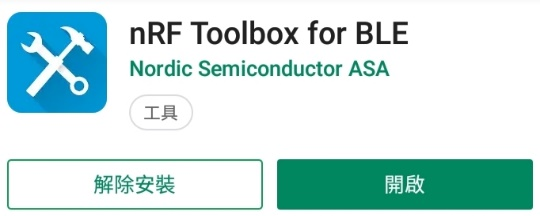 nRF Toolbox for BLE
Nordic Semiconductor ASA
工具
解除安裝
開啟